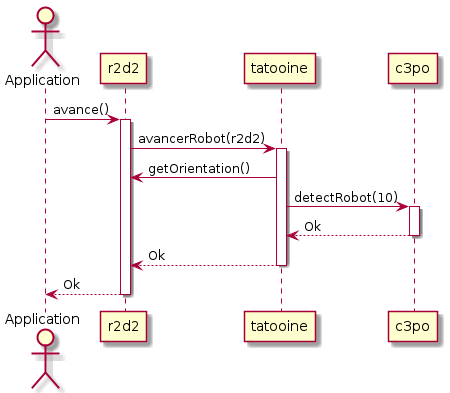 Application
r2d2
tatooine
c3po
avance()
avancerRobot(r2d2)
getOrientation()
detectRobot(10)
Ok
Ok
Ok
Application
r2d2
tatooine
c3po